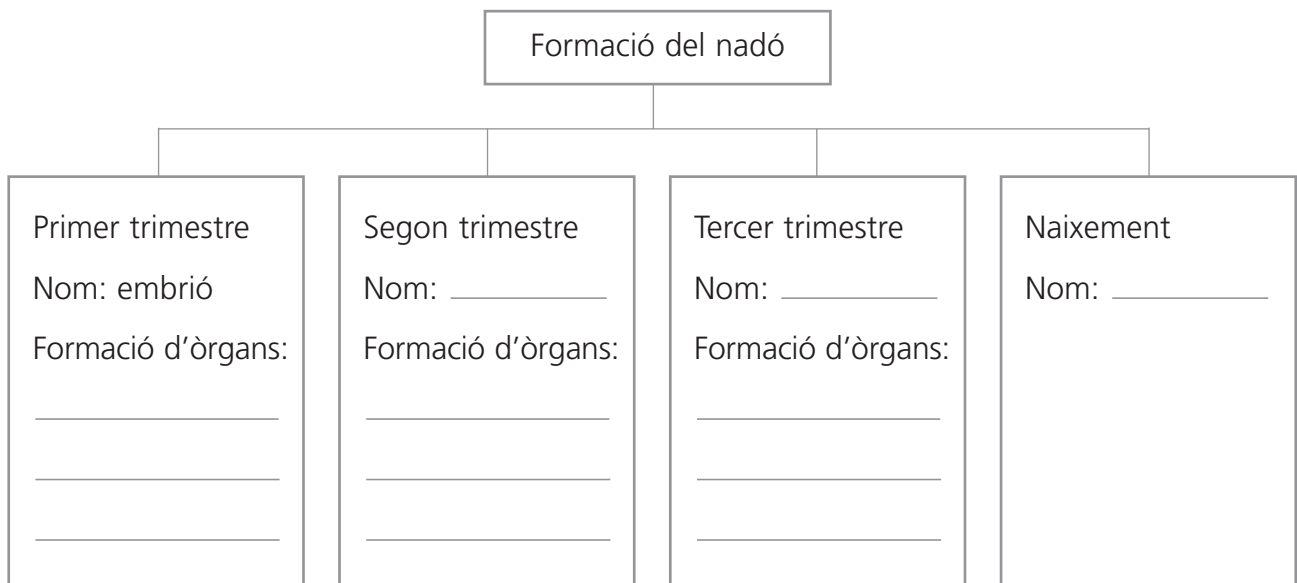 Formació del nadó
Primer trimestre
Nom: embrió
Formació d'òrgans:
Segon trimestre
Nom:
Formació d'òrgans:
Tercer trimestre
Nom:
Formació d'òrgans:
Naixement
Nom: